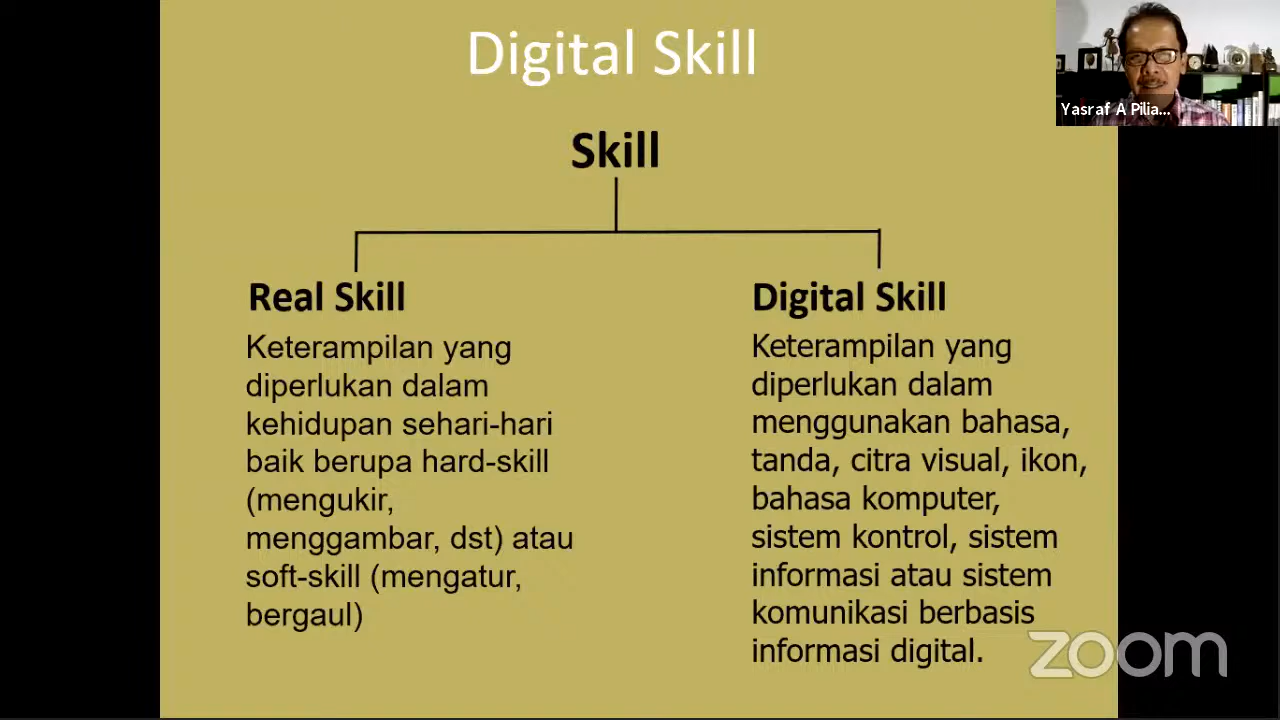 Digital Skill
Yasraf A Pilia...
Skill
Real Skill
Keterampilan yang
diperlukan dalam
kehidupan sehari-hari
baik berupa hard-skill
(mengukir,
menggambar, dst) atau
soft-skill (mengatur,
bergaul)
Digital Skill
Keterampilan yang
diperlukan dalam
menggunakan bahasa,
tanda, citra visual, ikon,
bahasa komputer,
sistem kontrol, sistem
informasi atau sistem
komunikasi berbasis
informasi digital.
zoom